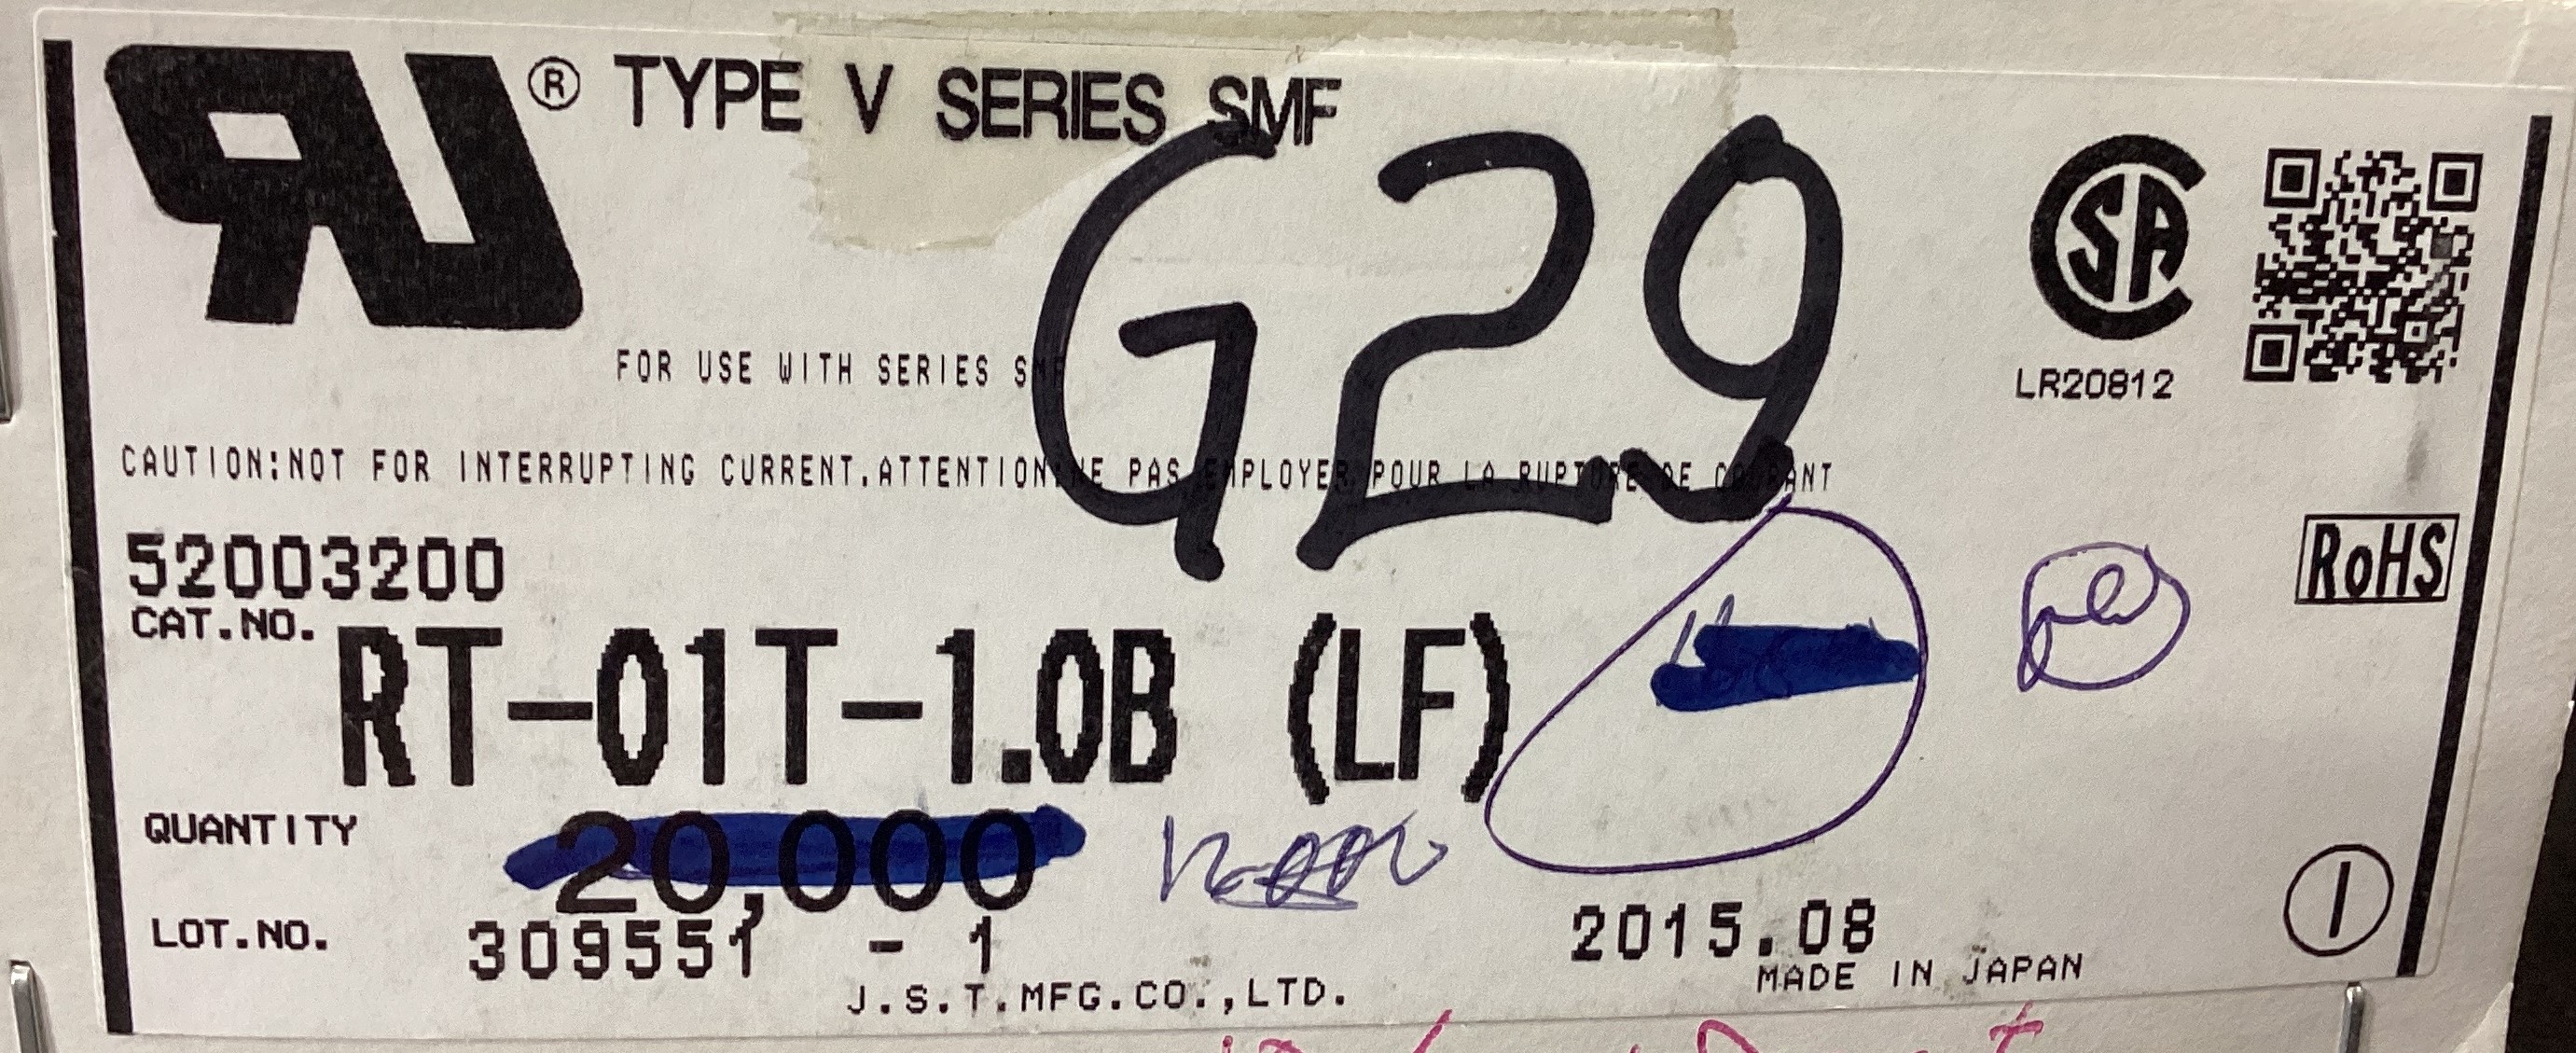 ® TYPE V SERIES SMF
G29
FOR USE WITH SERIES SMF
LR20812
CAUTION:NOT FOR INTERRUPTING CURRENT.ATTENTION:NE PAS EMPLOYER POUR LA RUPTURE DE COURANT
52003200
RoHS
CAT.NO.
RT-01T-1.0B (LF)
QUANTITY 20,000
LOT.NO. 309551 - 1
2015.08
1
J.S.T.MFG.CO.,LTD.
MADE IN JAPAN